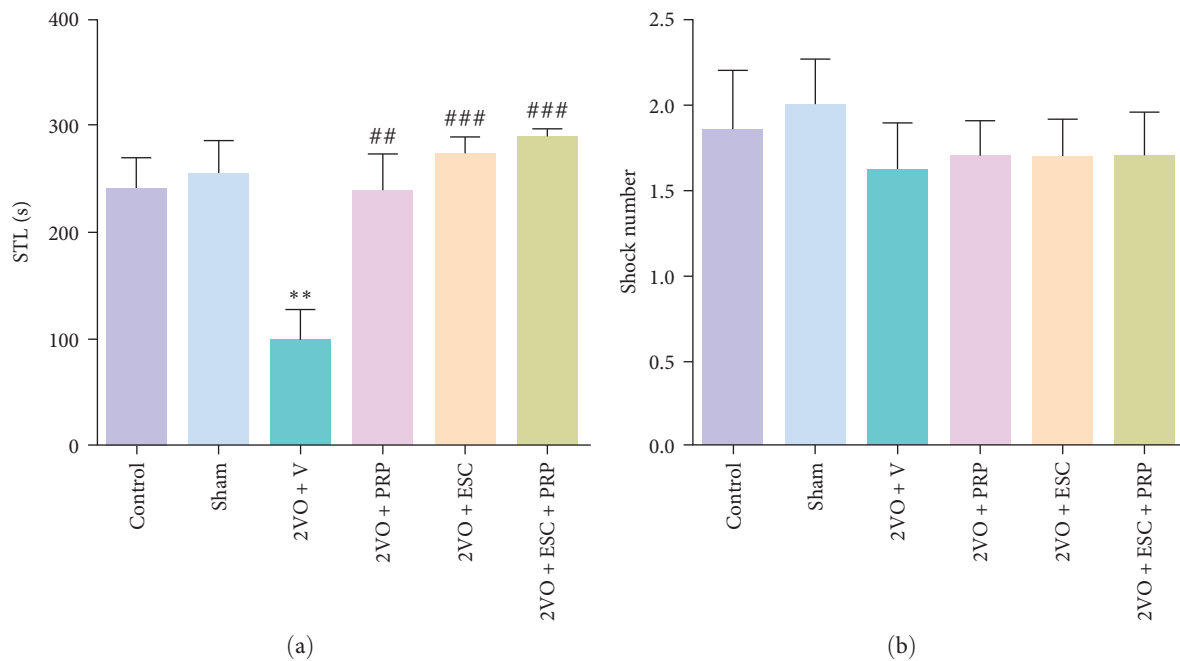 400
300
200
100
0
STL (s)
**
##
###
###
Control
Sham
2VO + V
2VO + PRP
2VO + ESC
2VO + ESC + PRP
(a)
2.5
2.0
1.5
1.0
0.5
0.0
Shock number
Control
Sham
2VO + V
2VO + PRP
2VO + ESC
2VO + ESC + PRP
(b)